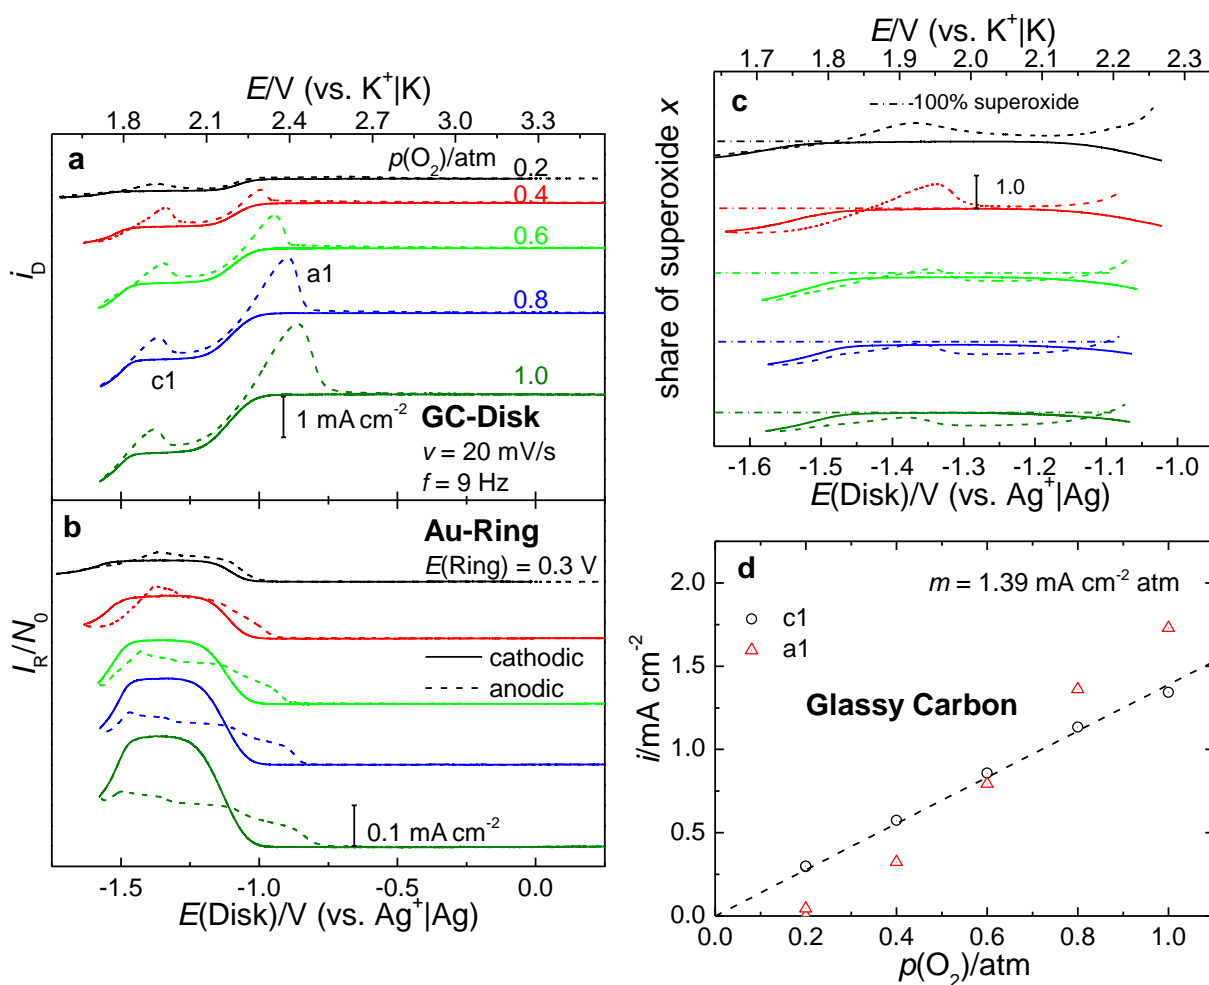 E/V (vs. K⁺|K)
1.8 2.1 2.4 2.7 3.0 3.3
a
p(O₂)/atm
0.2
0.4
0.6
a1
0.8
c1
1.0
1 mA cm⁻²
GC-Disk
v = 20 mV/s
f = 9 Hz
i_D
b
Au-Ring
E(Ring) = 0.3 V
cathodic
anodic
0.1 mA cm⁻²
I_R/N₀
-1.5 -1.0 -0.5 0.0
E(Disk)/V (vs. Ag⁺|Ag)
E/V (vs. K⁺|K)
1.7 1.8 1.9 2.0 2.1 2.2 2.3
c
100% superoxide
1.0
share of superoxide x
-1.6 -1.5 -1.4 -1.3 -1.2 -1.1 -1.0
E(Disk)/V (vs. Ag⁺|Ag)
d
m = 1.39 mA cm⁻² atm
c1
a1
Glassy Carbon
i/mA cm⁻²
2.0
1.5
1.0
0.5
0.0
0.0 0.2 0.4 0.6 0.8 1.0
p(O₂)/atm